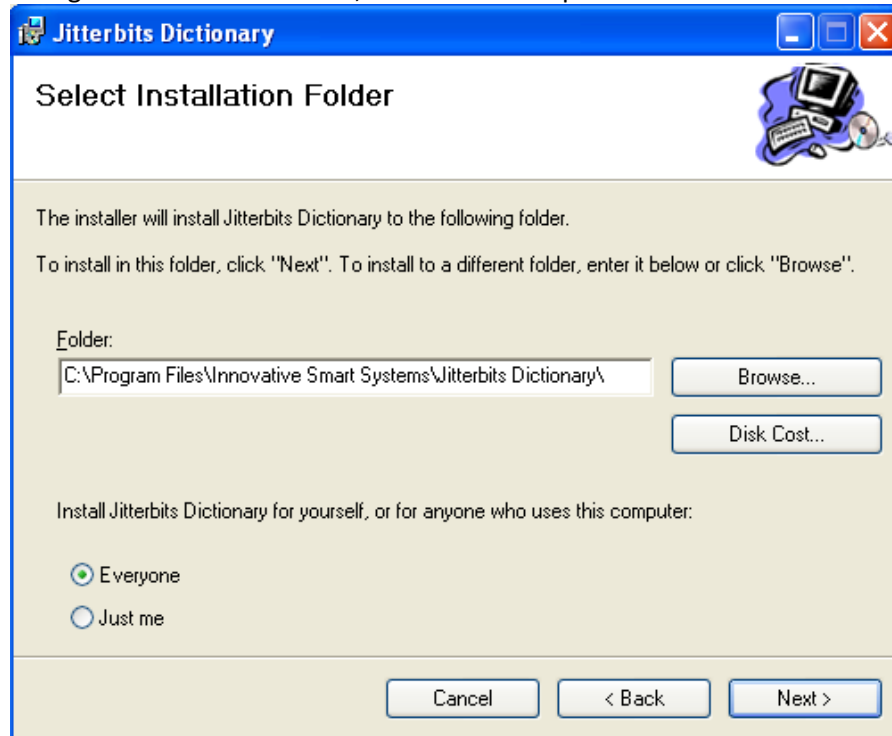 Jitterbits Dictionary
Select Installation Folder
The installer will install Jitterbits Dictionary to the following folder.
To install in this folder, click "Next". To install to a different folder, enter it below or click "Browse".
Folder:
C:\Program Files\Innovative Smart Systems\Jitterbits Dictionary\
Browse...
Disk Cost...
Install Jitterbits Dictionary for yourself, or for anyone who uses this computer:
Everyone
Just me
Cancel
< Back
Next >